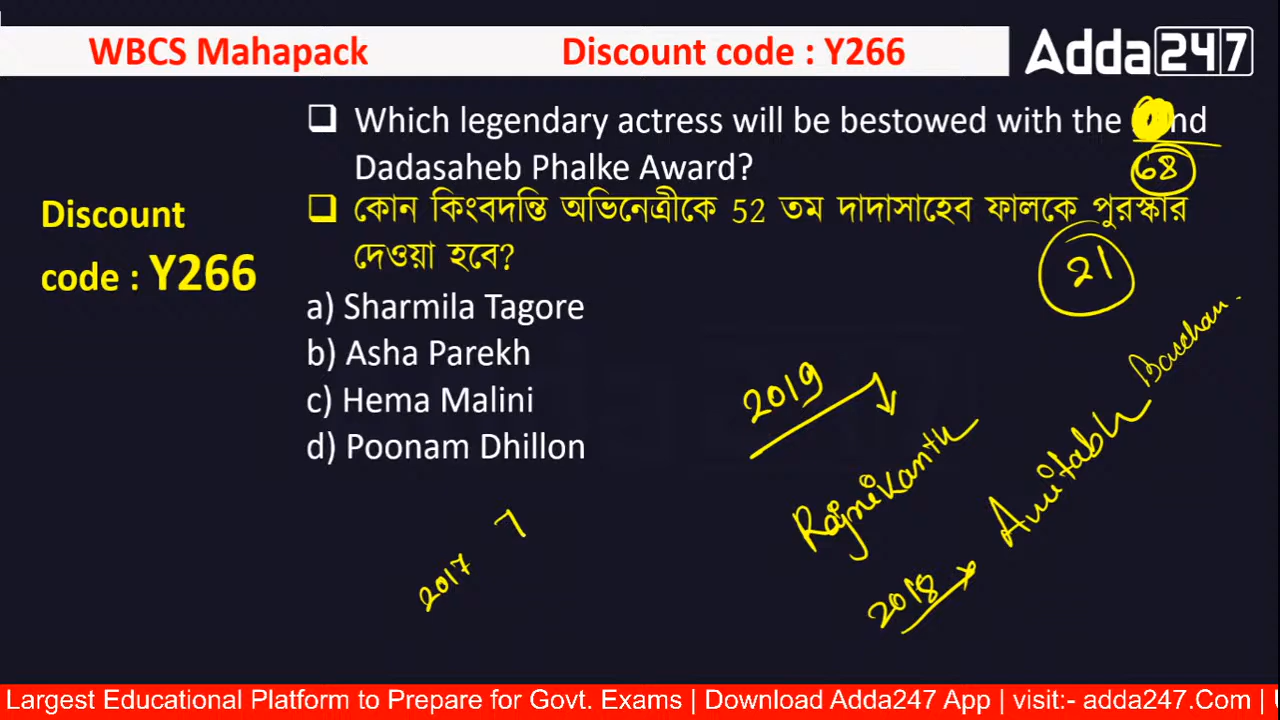 WBCS Mahapack Discount code : Y266 Adda247
❑ Which legendary actress will be bestowed with the nd
Dadasaheb Phalke Award?
68
❑ কোন কিংবদন্তি অভিনেত্রীকে 52 তম দাদাসাহেব ফালকে পুরস্কার
দেওয়া হবে?
21
Discount
code : Y266
a) Sharmila Tagore
b) Asha Parekh
c) Hema Malini
d) Poonam Dhillon
2019
Rajnikanth
2018
Amitabh Bacchan
2017
Largest Educational Platform to Prepare for Govt. Exams | Download Adda247 App | visit:- adda247.Com |